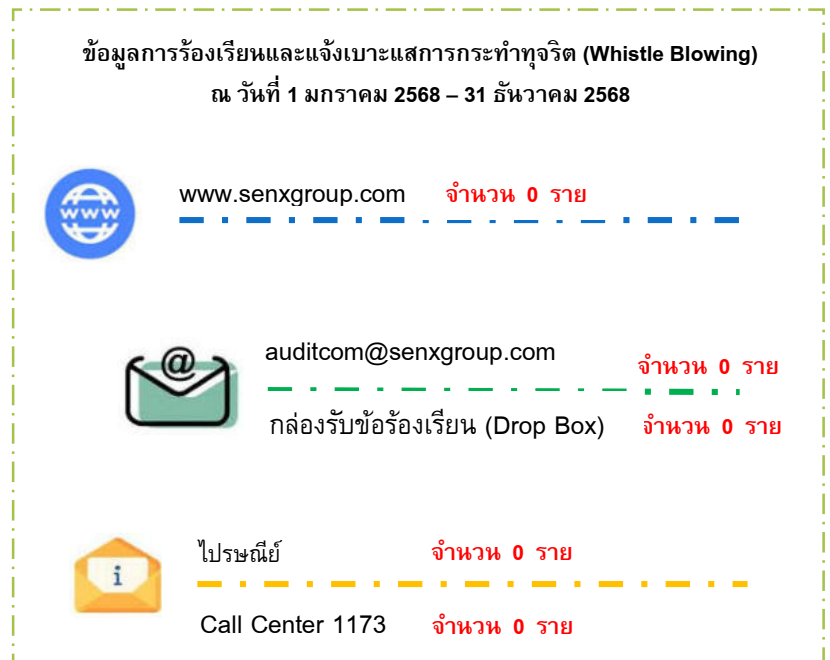 ข้อมูลการร้องเรียนและแจ้งเบาะแสการกระทำทุจริต (Whistle Blowing)
ณ วันที่ 1 มกราคม 2568 – 31 ธันวาคม 2568
www
www.senxgroup.com จำนวน 0 ราย
@
auditcom@senxgroup.com จำนวน 0 ราย
กล่องรับข้อร้องเรียน (Drop Box) จำนวน 0 ราย
i
ไปรษณีย์ จำนวน 0 ราย
Call Center 1173 จำนวน 0 ราย